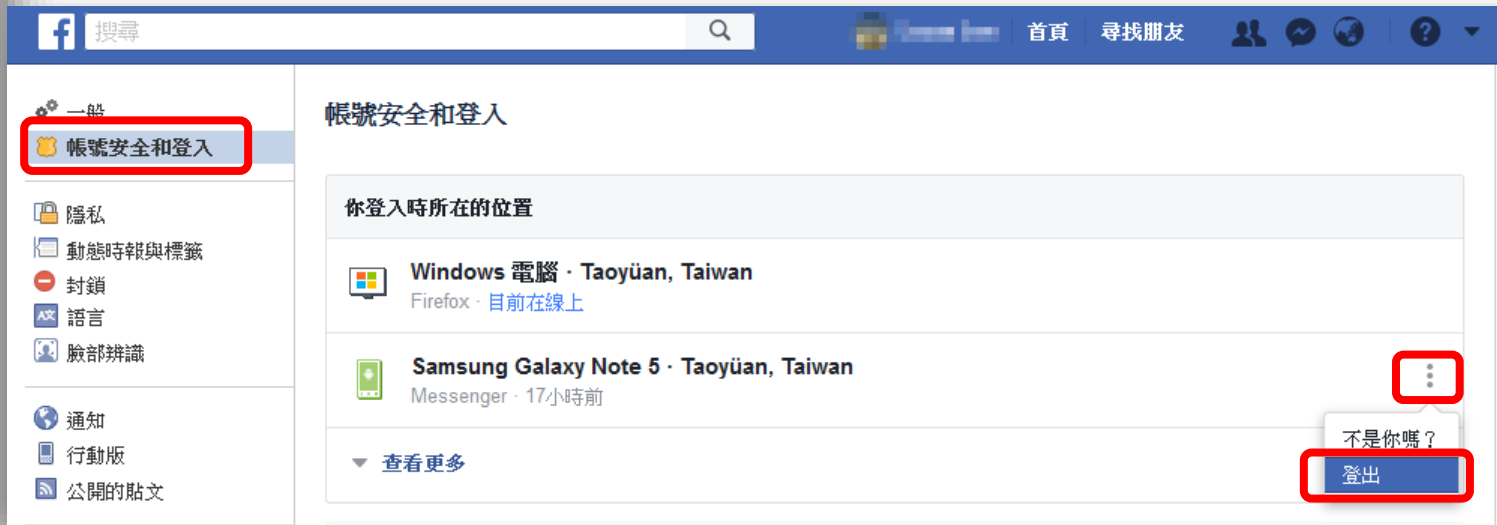 f 搜尋 首頁 尋找朋友 ?
一般
帳號安全和登入
隱私
動態時報與標籤
封鎖
A文 語言
臉部辨識
通知
行動版
公開的貼文
帳號安全和登入
你登入時所在的位置
Windows 電腦 · Taoyüan, Taiwan
Firefox · 目前在線上
Samsung Galaxy Note 5 · Taoyüan, Taiwan
Messenger · 17小時前
不是你嗎？
登出
查看更多